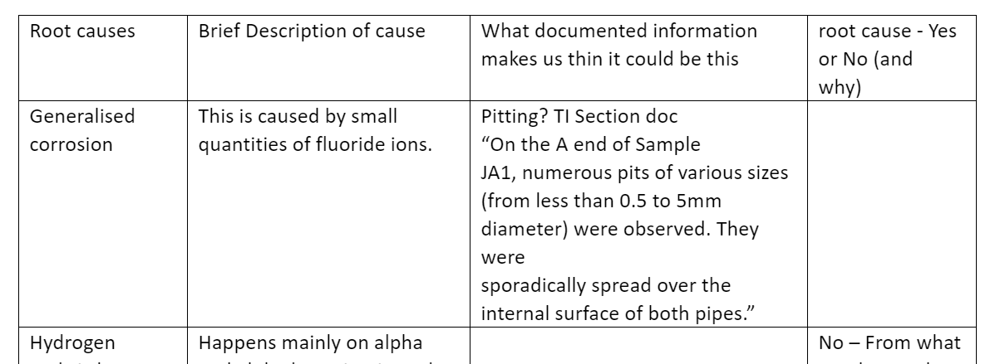 Root causes
Brief Description of cause
What documented information
makes us thin it could be this
root cause - Yes
or No (and
why)
Generalised
corrosion
This is caused by small
quantities of fluoride ions.
Pitting? TI Section doc
“On the A end of Sample
JA1, numerous pits of various sizes
(from less than 0.5 to 5mm
diameter) were observed. They
were
sporadically spread over the
internal surface of both pipes.”
Hydrogen
Happens mainly on alpha
No – From what